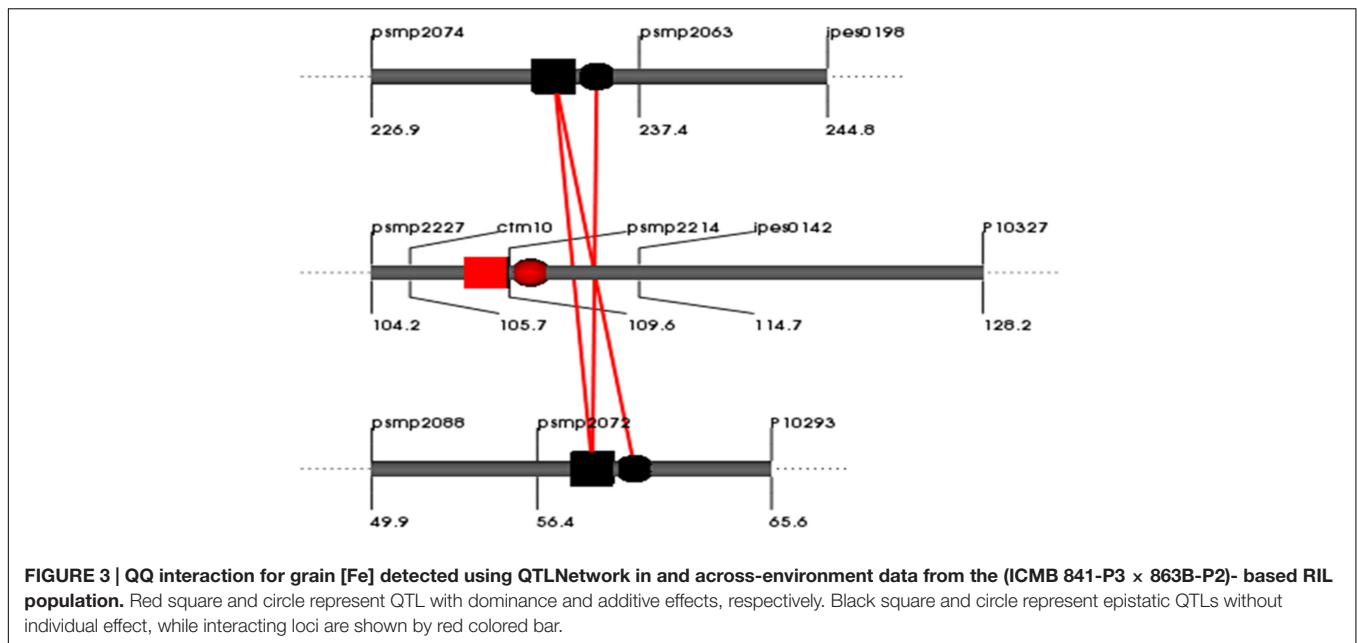 psmp2074 psmp2063 ipes0198
226.9 237.4 244.8
psmp2227 ctm10 psmp2214 ipes0142 P10327
104.2 105.7 109.6 114.7 128.2
psmp2088 psmp2072 P10293
49.9 56.4 65.6
FIGURE 3 | QQ interaction for grain [Fe] detected using QTLNetwork in and across-environment data from the (ICMB 841-P3 × 863B-P2)- based RIL
population. Red square and circle represent QTL with dominance and additive effects, respectively. Black square and circle represent epistatic QTLs without
individual effect, while interacting loci are shown by red colored bar.